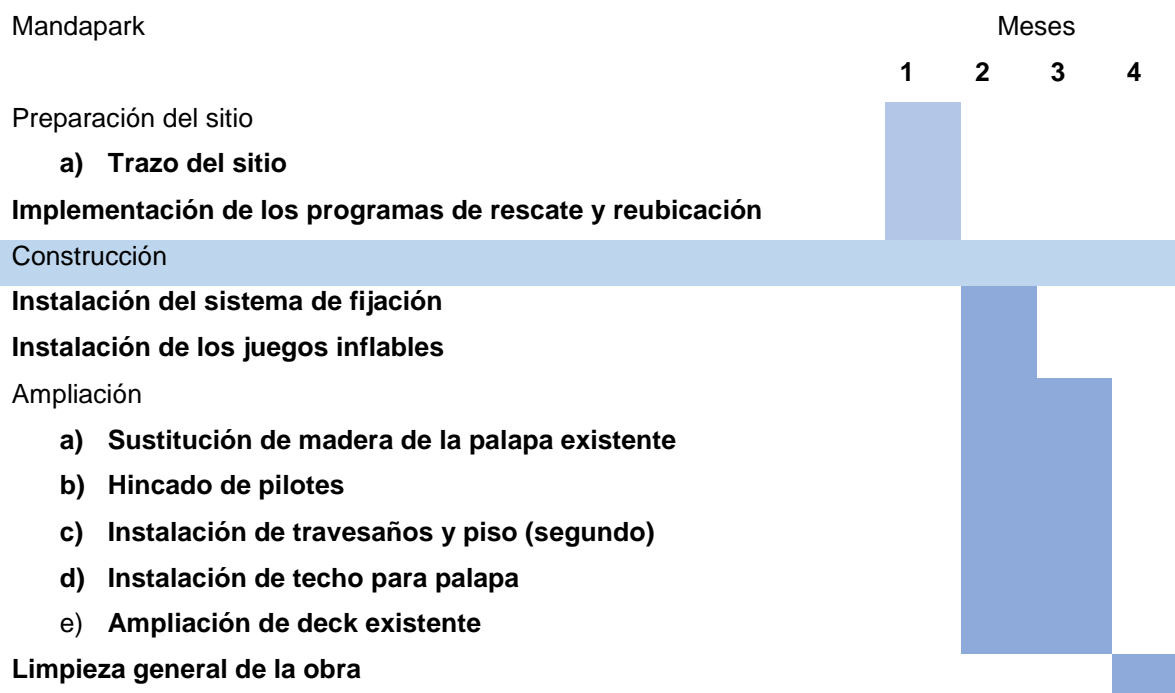 Mandapark Meses
1 2 3 4
Preparación del sitio
a) Trazo del sitio
Implementación de los programas de rescate y reubicación
Construcción
Instalación del sistema de fijación
Instalación de los juegos inflables
Ampliación
a) Sustitución de madera de la palapa existente
b) Hincado de pilotes
c) Instalación de travesaños y piso (segundo)
d) Instalación de techo para palapa
e) Ampliación de deck existente
Limpieza general de la obra